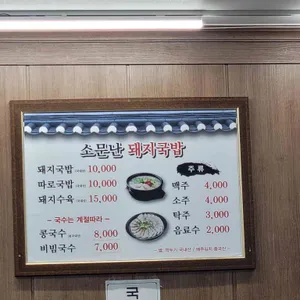 소문난 돼지국밥
돼지국밥 10,000
따로국밥 10,000
돼지수육 15,000
- 국수는 계절따라 -
콩국수 8,000
비빔국수 7,000
주류
맥주 4,000
소주 4,000
탁주 3,000
음료수 2,000
국